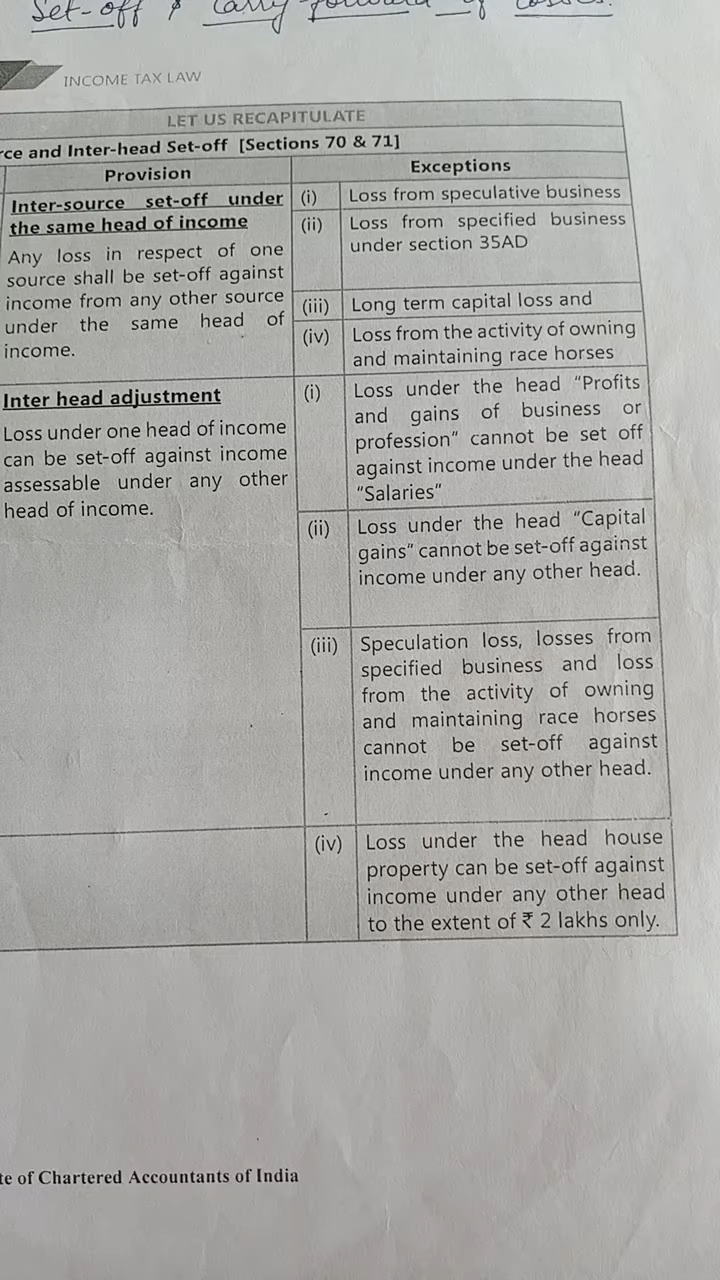 Set-off & Carry forward of Losses.
INCOME TAX LAW
LET US RECAPITULATE
rce and Inter-head Set-off [Sections 70 & 71]
Provision
Exceptions
Inter-source set-off under
the same head of income
Any loss in respect of one
source shall be set-off against
income from any other source
under the same head of
income.
(i) Loss from speculative business
(ii) Loss from specified business
under section 35AD
(iii) Long term capital loss and
(iv) Loss from the activity of owning
and maintaining race horses
Inter head adjustment
Loss under one head of income
can be set-off against income
assessable under any other
head of income.
(i) Loss under the head “Profits
and gains of business or
profession” cannot be set off
against income under the head
“Salaries”
(ii) Loss under the head “Capital
gains” cannot be set-off against
income under any other head.
(iii) Speculation loss, losses from
specified business and loss
from the activity of owning
and maintaining race horses
cannot be set-off against
income under any other head.
(iv) Loss under the head house
property can be set-off against
income under any other head
to the extent of ₹ 2 lakhs only.
te of Chartered Accountants of India